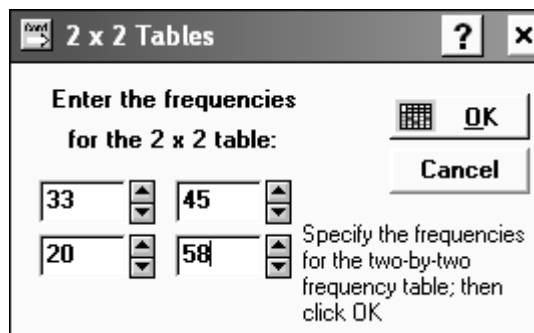 2 x 2 Tables
?
Enter the frequencies
for the 2 x 2 table:
OK
Cancel
33 45
20 58
Specify the frequencies
for the two-by-two
frequency table; then
click OK